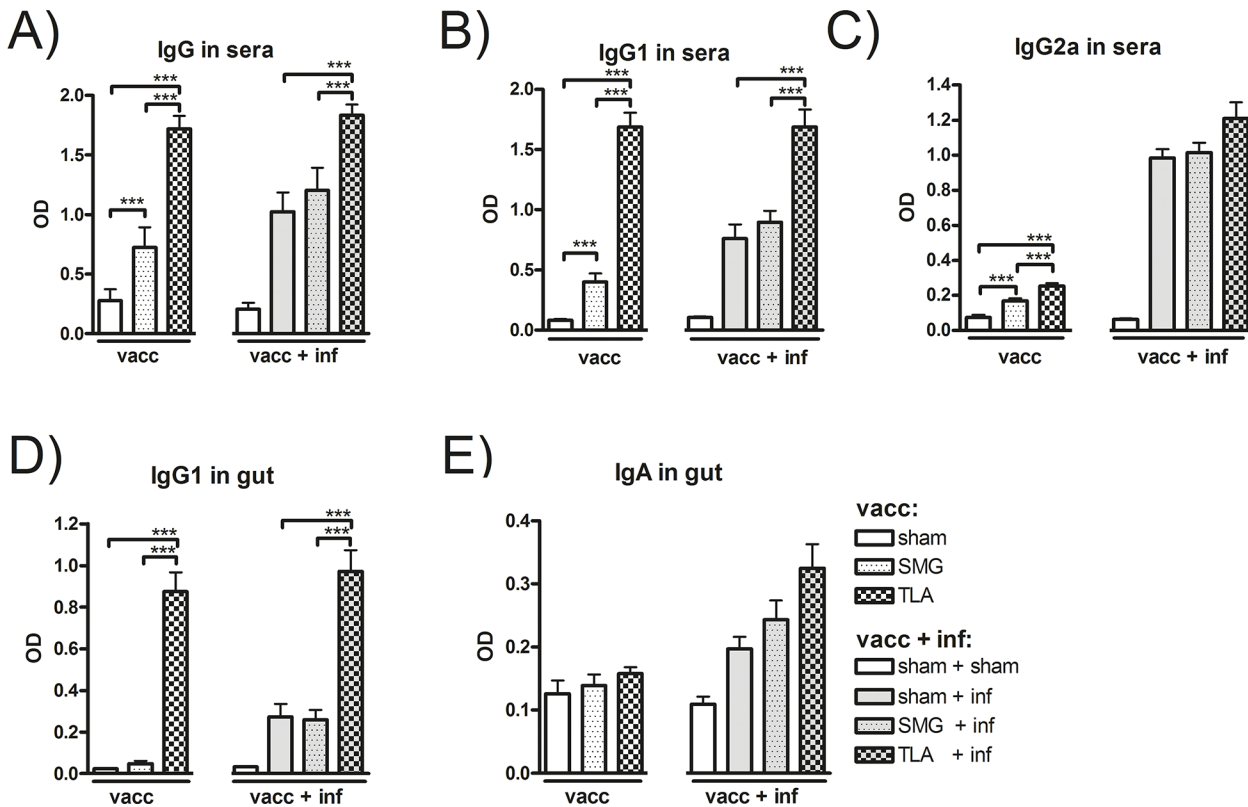 A)
IgG in sera
OD
2.0
1.5
1.0
0.5
0.0
***
***
***
***
***
vacc
vacc + inf
B)
IgG1 in sera
OD
2.0
1.5
1.0
0.5
0.0
***
***
***
***
***
vacc
vacc + inf
C)
IgG2a in sera
OD
1.4
1.2
1.0
0.8
0.6
0.4
0.2
0.0
***
***
***
vacc
vacc + inf
D)
IgG1 in gut
OD
1.2
1.0
0.8
0.6
0.4
0.2
0.0
***
***
***
***
vacc
vacc + inf
E)
IgA in gut
OD
0.4
0.3
0.2
0.1
0.0
vacc
vacc + inf
vacc:
sham
SMG
TLA
vacc + inf:
sham + sham
sham + inf
SMG + inf
TLA + inf